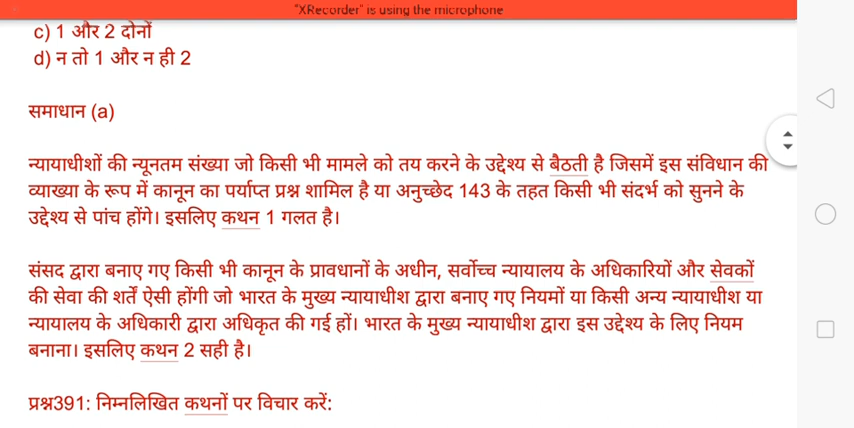 "XRecorder" is using the microphone
c) 1 और 2 दोनों
d) न तो 1 और न ही 2
समाधान (a)
न्यायाधीशों की न्यूनतम संख्या जो किसी भी मामले को तय करने के उद्देश्य से बैठती है जिसमें इस संविधान की
व्याख्या के रूप में कानून का पर्याप्त प्रश्न शामिल है या अनुच्छेद 143 के तहत किसी भी संदर्भ को सुनने के
उद्देश्य से पांच होंगे। इसलिए कथन 1 गलत है।
संसद द्वारा बनाए गए किसी भी कानून के प्रावधानों के अधीन, सर्वोच्च न्यायालय के अधिकारियों और सेवकों
की सेवा की शर्तें ऐसी होंगी जो भारत के मुख्य न्यायाधीश द्वारा बनाए गए नियमों या किसी अन्य न्यायाधीश या
न्यायालय के अधिकारी द्वारा अधिकृत की गई हों। भारत के मुख्य न्यायाधीश द्वारा इस उद्देश्य के लिए नियम
बनाना। इसलिए कथन 2 सही है।
प्रश्न391: निम्नलिखित कथनों पर विचार करें: